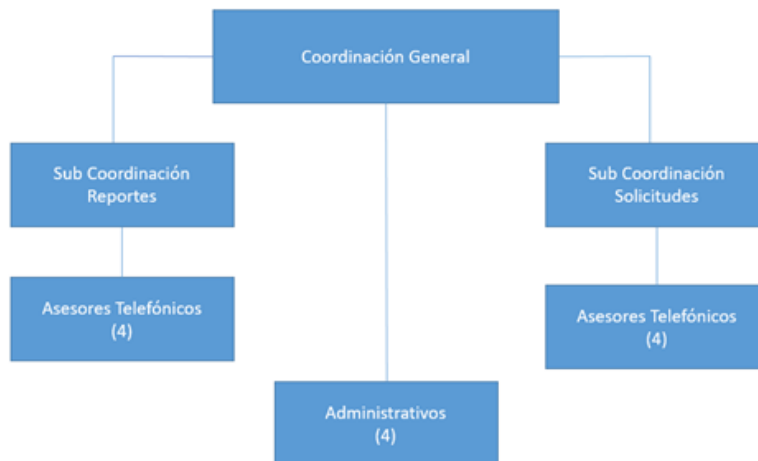 Coordinación General
Sub Coordinación
Reportes
Sub Coordinación
Solicitudes
Asesores Telefónicos
(4)
Asesores Telefónicos
(4)
Administrativos
(4)